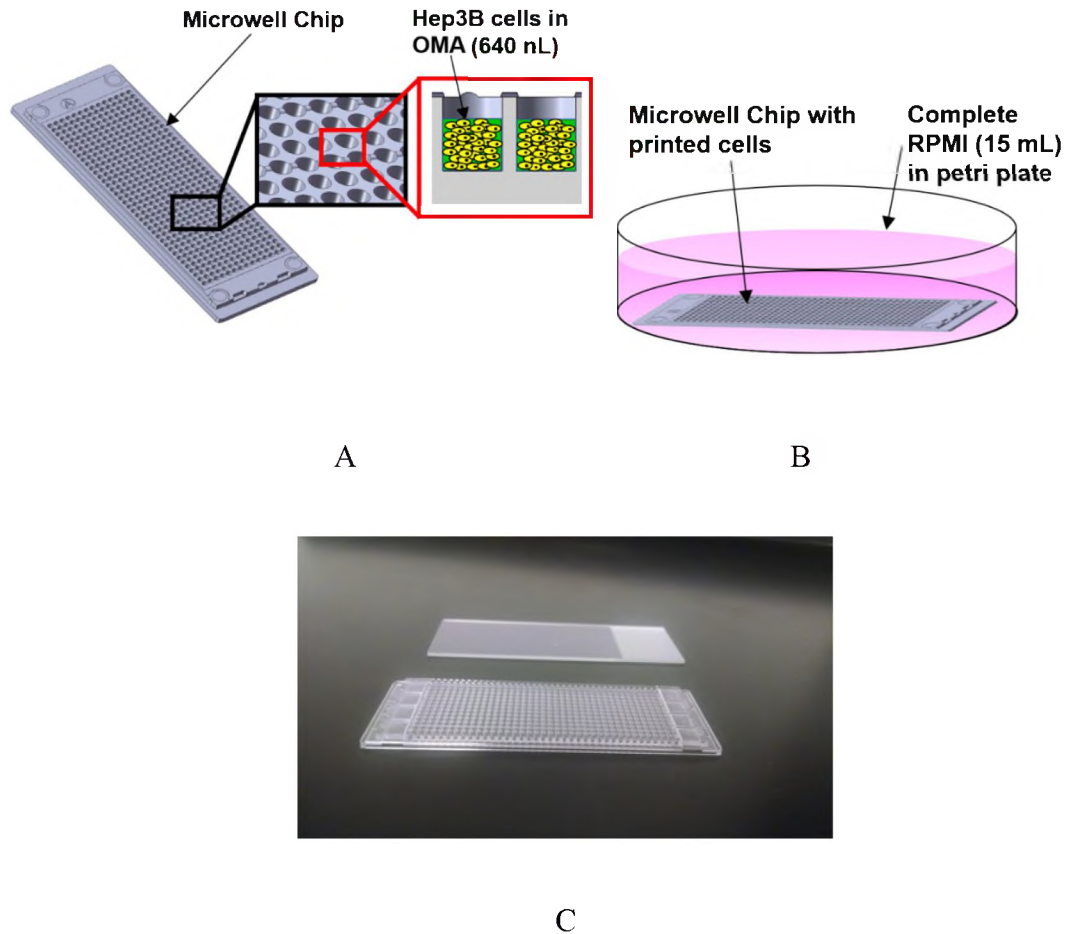 Microwell Chip
Hep3B cells in
OMA (640 nL)
A
Microwell Chip with
printed cells
Complete
RPMI (15 mL)
in petri plate
A
B
C